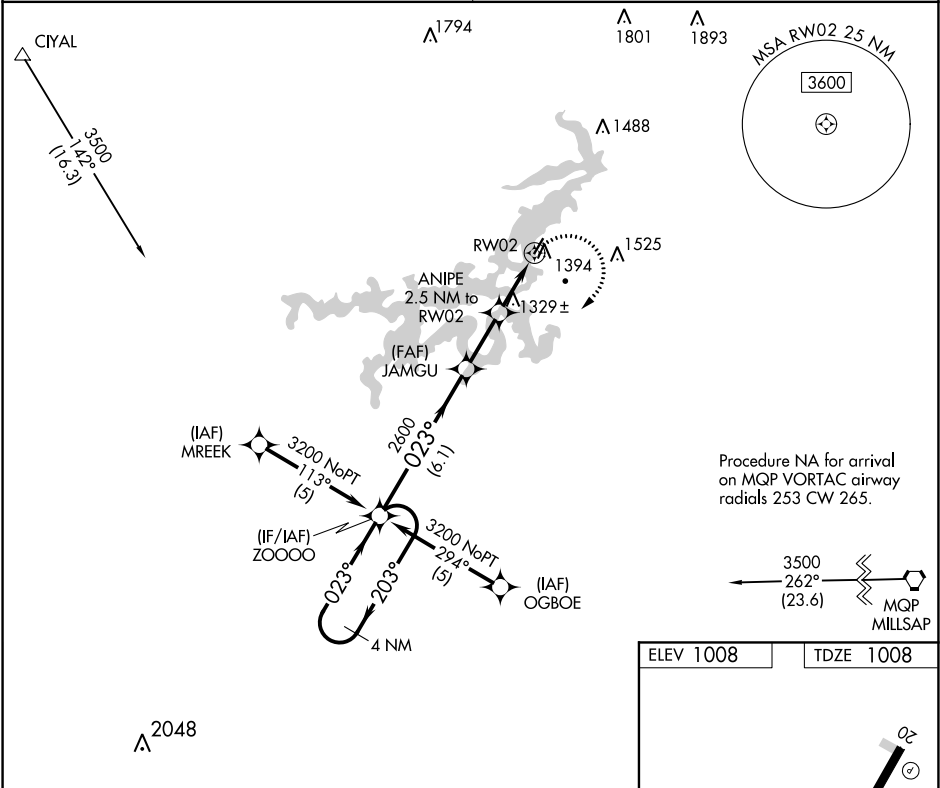 CIYAL
3500
142°
(16.3)
1794
1801
1893
MSA RW02 25 NM
3600
1488
RW02
1394
1525
ANIPE
2.5 NM to
RW02
1329 ±
(FAF)
JAMGU
2600
023°
(6.1)
(IAF)
MREEK
3200 NoPT
113°
(5)
(IF/IAF)
ZOOOO
3200 NoPT
294°
(5)
(IAF)
OGBOE
023°
203°
4 NM
Procedure NA for arrival
on MQP VORTAC airway
radials 253 CW 265.
3500
262°
(23.6)
MQP
MILLSAP
2048
ELEV 1008
TDZE 1008
20
P